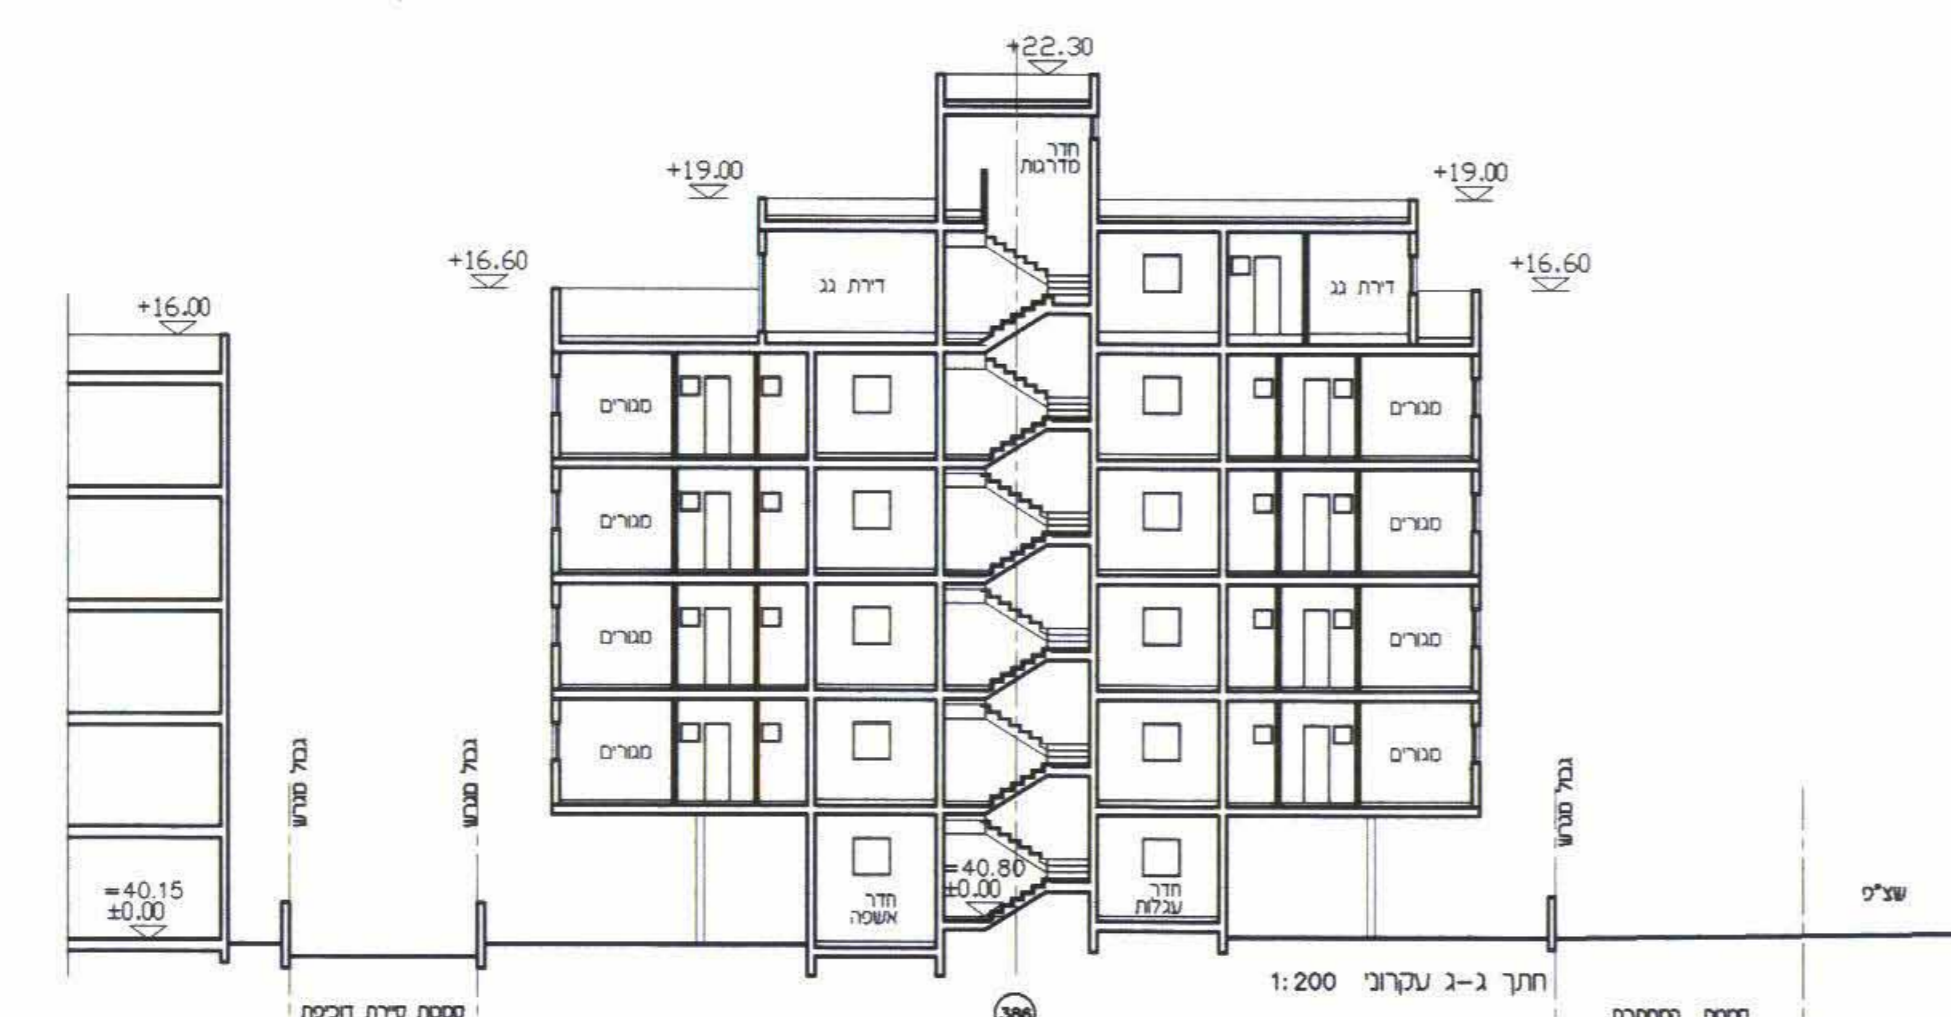 +22.30
חדר
מדרגות
+19.00
+19.00
+16.60
+16.60
+16.00
דירת גג
דירת גג
מגורים
מגורים
מגורים
מגורים
מגורים
מגורים
מגורים
מגורים
גבול מגרש
גבול מגרש
גבול מגרש
=40.15
±0.00
חדר
אשפה
=40.80
±0.00
חדר
עגלות
שצ"פ
חתך ג-ג עקרוני 1:200
386